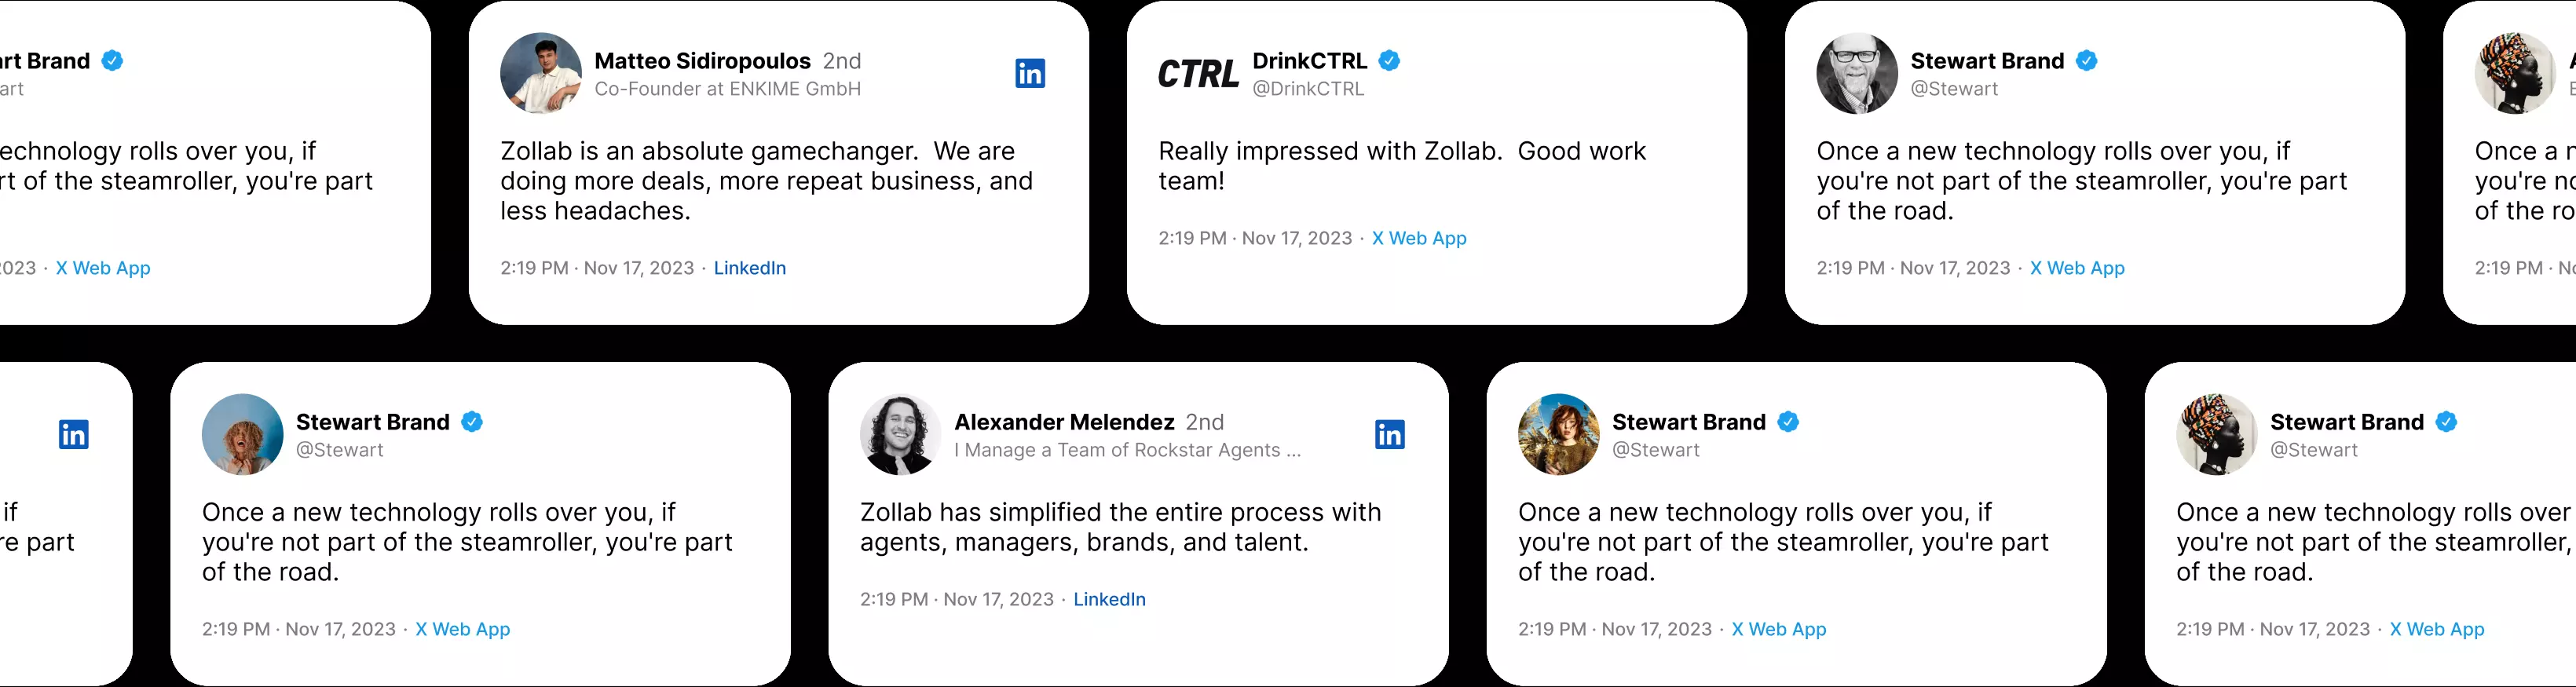 rt Brand
art
echnology rolls over you, if
rt of the steamroller, you're part
2023 · X Web App
Matteo Sidiropoulos 2nd
Co-Founder at ENKIME GmbH
in
Zollab is an absolute gamechanger.  We are
doing more deals, more repeat business, and
less headaches.
2:19 PM · Nov 17, 2023 · LinkedIn
CTRL
DrinkCTRL
@DrinkCTRL
Really impressed with Zollab.  Good work
team!
2:19 PM · Nov 17, 2023 · X Web App
Stewart Brand
@Stewart
Once a new technology rolls over you, if
you're not part of the steamroller, you're part
of the road.
2:19 PM · Nov 17, 2023 · X Web App
Once a n
you're no
of the ro
2:19 PM · No
in
if
re part
Stewart Brand
@Stewart
Once a new technology rolls over you, if
you're not part of the steamroller, you're part
of the road.
2:19 PM · Nov 17, 2023 · X Web App
Alexander Melendez 2nd
I Manage a Team of Rockstar Agents ...
in
Zollab has simplified the entire process with
agents, managers, brands, and talent.
2:19 PM · Nov 17, 2023 · LinkedIn
Stewart Brand
@Stewart
Once a new technology rolls over you, if
you're not part of the steamroller, you're part
of the road.
2:19 PM · Nov 17, 2023 · X Web App
Stewart Brand
@Stewart
Once a new technology rolls over
you're not part of the steamroller,
of the road.
2:19 PM · Nov 17, 2023 · X Web App